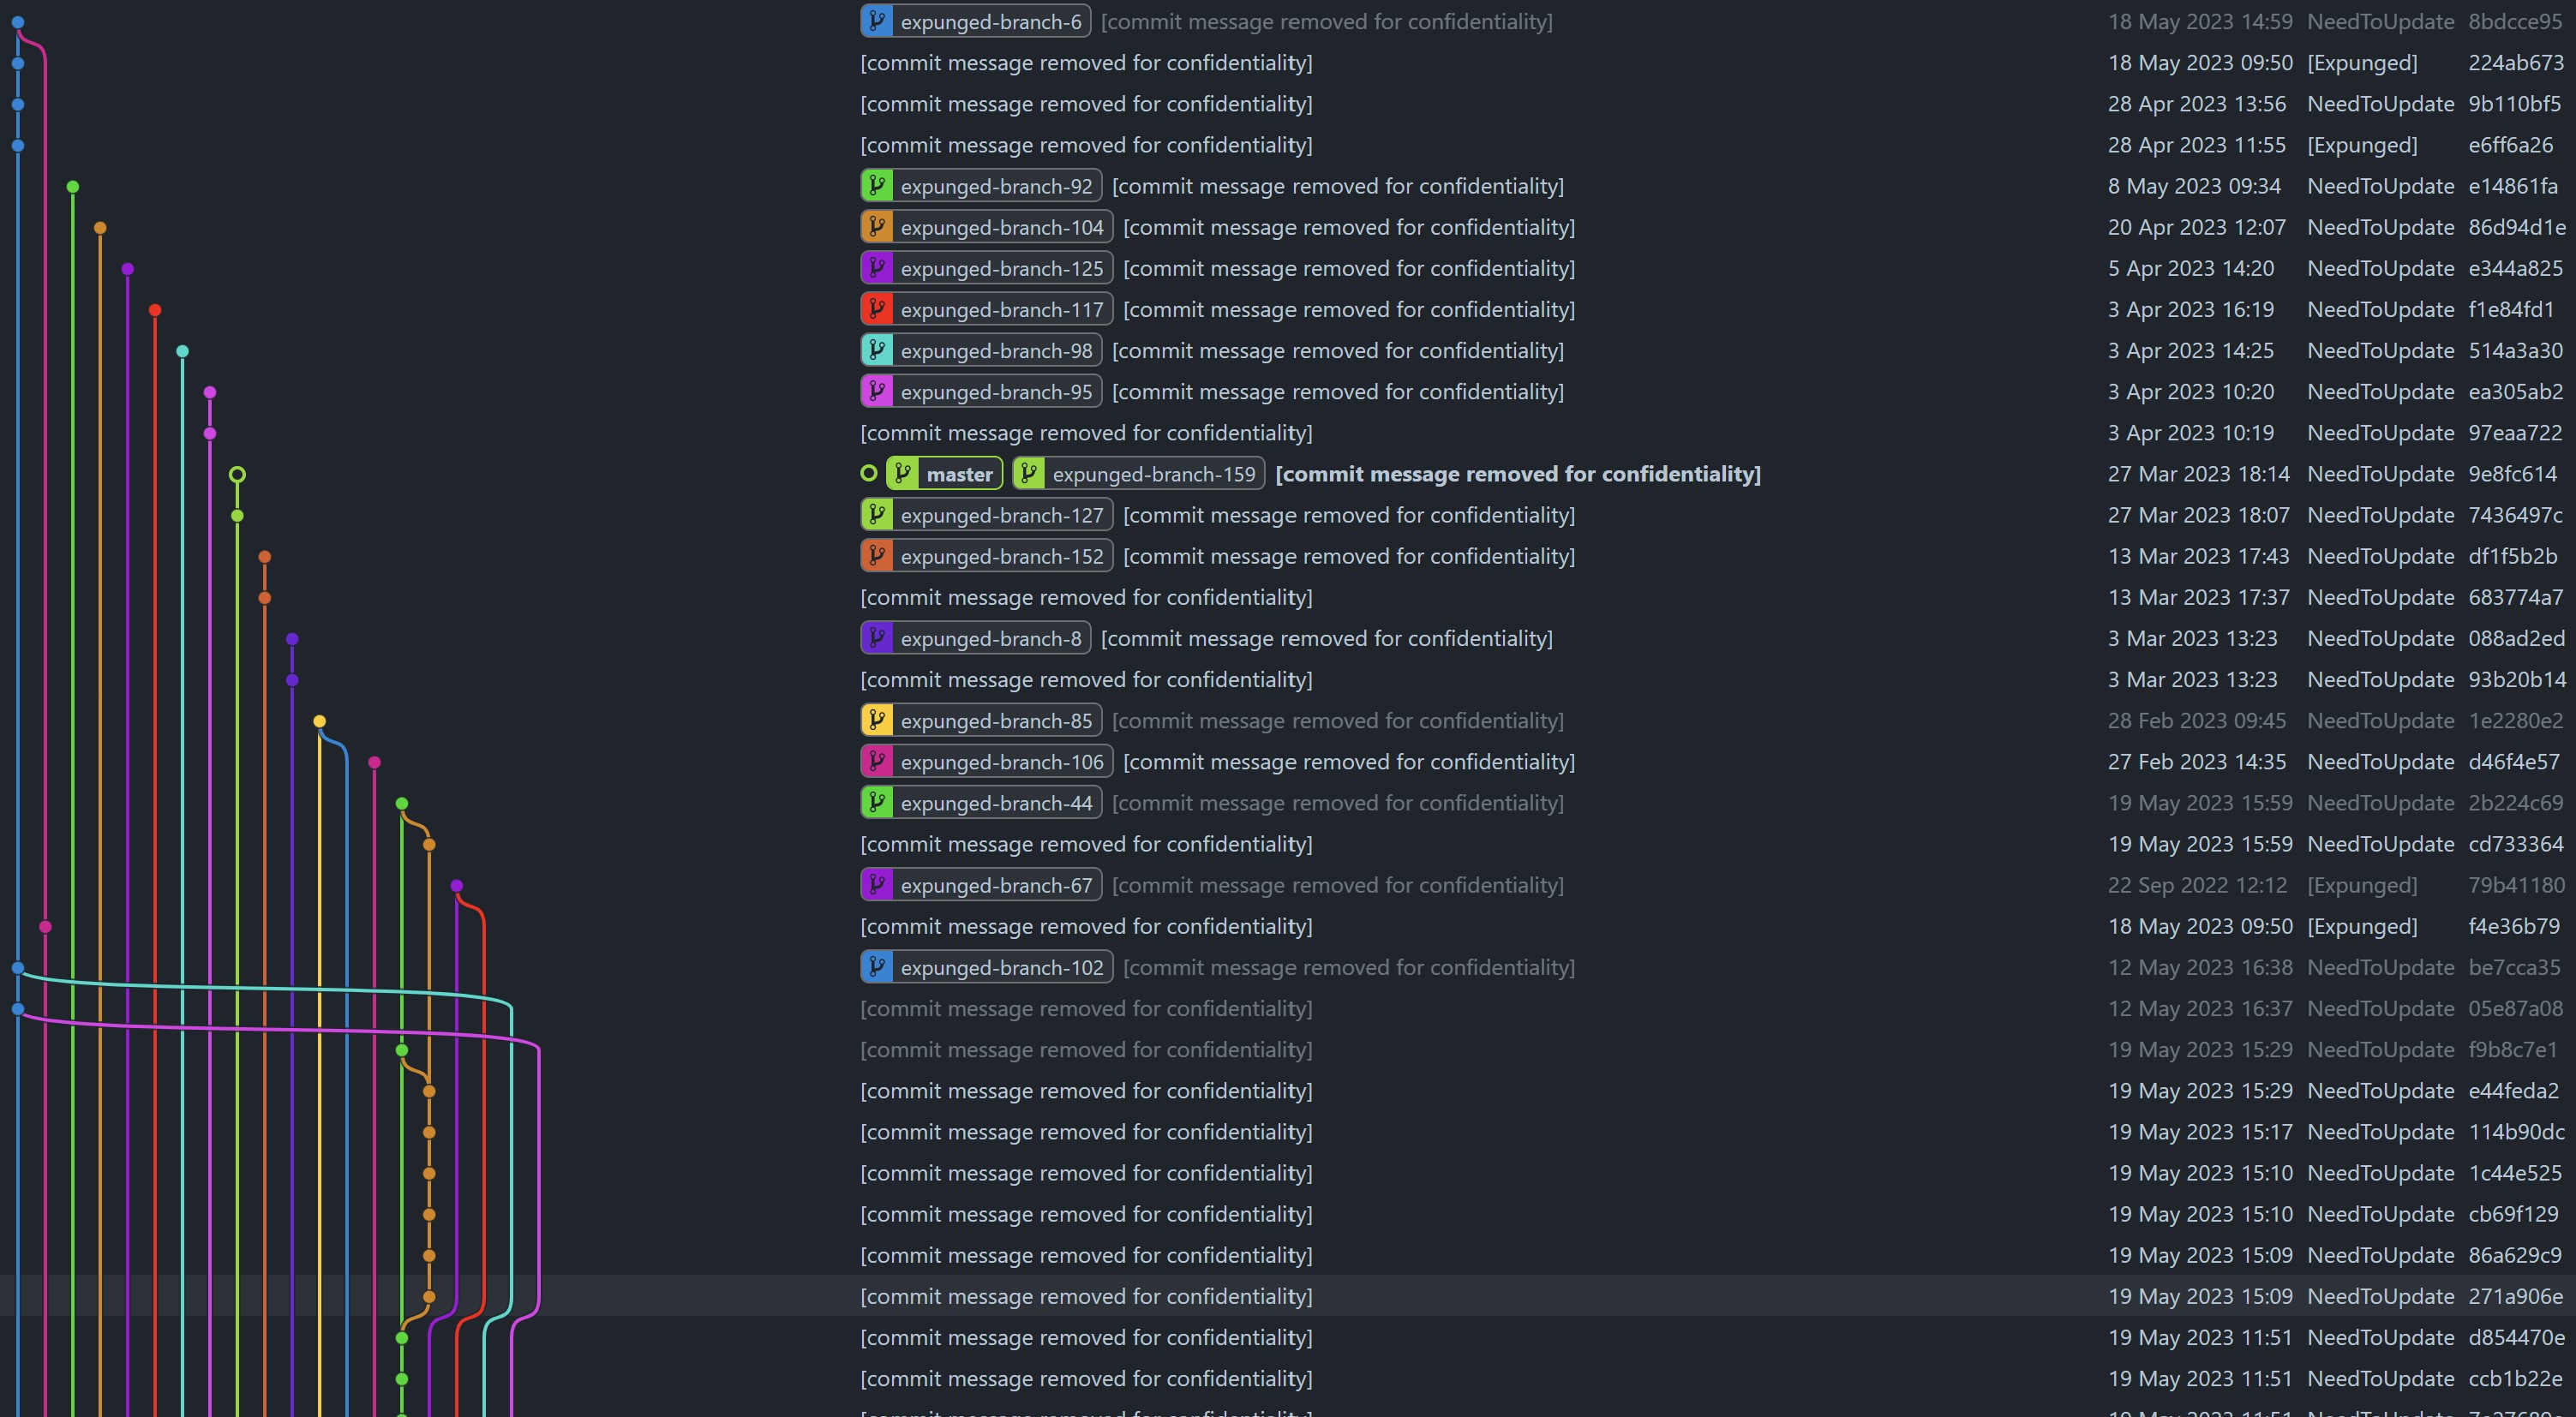 expunged-branch-6 [commit message removed for confidentiality] 18 May 2023 14:59 NeedToUpdate 8bdcce95
[commit message removed for confidentiality] 18 May 2023 09:50 [Expunged] 224ab673
[commit message removed for confidentiality] 28 Apr 2023 13:56 NeedToUpdate 9b110bf5
[commit message removed for confidentiality] 28 Apr 2023 11:55 [Expunged] e6ff6a26
expunged-branch-92 [commit message removed for confidentiality] 8 May 2023 09:34 NeedToUpdate e14861fa
expunged-branch-104 [commit message removed for confidentiality] 20 Apr 2023 12:07 NeedToUpdate 86d94d1e
expunged-branch-125 [commit message removed for confidentiality] 5 Apr 2023 14:20 NeedToUpdate e344a825
expunged-branch-117 [commit message removed for confidentiality] 3 Apr 2023 16:19 NeedToUpdate f1e84fd1
expunged-branch-98 [commit message removed for confidentiality] 3 Apr 2023 14:25 NeedToUpdate 514a3a30
expunged-branch-95 [commit message removed for confidentiality] 3 Apr 2023 10:20 NeedToUpdate ea305ab2
[commit message removed for confidentiality] 3 Apr 2023 10:19 NeedToUpdate 97eaa722
master expunged-branch-159 [commit message removed for confidentiality] 27 Mar 2023 18:14 NeedToUpdate 9e8fc614
expunged-branch-127 [commit message removed for confidentiality] 27 Mar 2023 18:07 NeedToUpdate 7436497c
expunged-branch-152 [commit message removed for confidentiality] 13 Mar 2023 17:43 NeedToUpdate df1f5b2b
[commit message removed for confidentiality] 13 Mar 2023 17:37 NeedToUpdate 683774a7
expunged-branch-8 [commit message removed for confidentiality] 3 Mar 2023 13:23 NeedToUpdate 088ad2ed
[commit message removed for confidentiality] 3 Mar 2023 13:23 NeedToUpdate 93b20b14
expunged-branch-85 [commit message removed for confidentiality] 28 Feb 2023 09:45 NeedToUpdate 1e2280e2
expunged-branch-106 [commit message removed for confidentiality] 27 Feb 2023 14:35 NeedToUpdate d46f4e57
expunged-branch-44 [commit message removed for confidentiality] 19 May 2023 15:59 NeedToUpdate 2b224c69
[commit message removed for confidentiality] 19 May 2023 15:59 NeedToUpdate cd733364
expunged-branch-67 [commit message removed for confidentiality] 22 Sep 2022 12:12 [Expunged] 79b41180
[commit message removed for confidentiality] 18 May 2023 09:50 [Expunged] f4e36b79
expunged-branch-102 [commit message removed for confidentiality] 12 May 2023 16:38 NeedToUpdate be7cca35
[commit message removed for confidentiality] 12 May 2023 16:37 NeedToUpdate 05e87a08
[commit message removed for confidentiality] 19 May 2023 15:29 NeedToUpdate f9b8c7e1
[commit message removed for confidentiality] 19 May 2023 15:29 NeedToUpdate e44feda2
[commit message removed for confidentiality] 19 May 2023 15:17 NeedToUpdate 114b90dc
[commit message removed for confidentiality] 19 May 2023 15:10 NeedToUpdate 1c44e525
[commit message removed for confidentiality] 19 May 2023 15:10 NeedToUpdate cb69f129
[commit message removed for confidentiality] 19 May 2023 15:09 NeedToUpdate 86a629c9
[commit message removed for confidentiality] 19 May 2023 15:09 NeedToUpdate 271a906e
[commit message removed for confidentiality] 19 May 2023 11:51 NeedToUpdate d854470e
[commit message removed for confidentiality] 19 May 2023 11:51 NeedToUpdate ccb1b22e